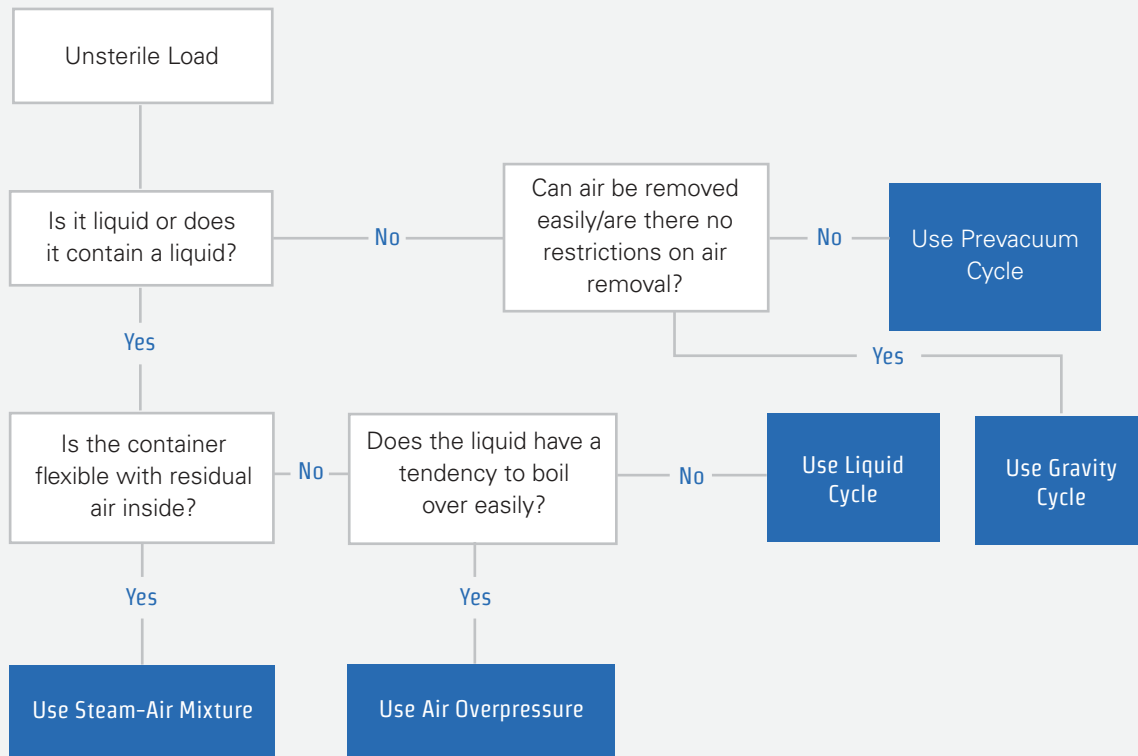 Unsterile Load
Is it liquid or does
it contain a liquid?
No
Can air be removed
easily/are there no
restrictions on air
removal?
No
Use Prevacuum
Cycle
Yes
Yes
Is the container
flexible with residual
air inside?
No
Does the liquid have a
tendency to boil
over easily?
No
Use Liquid
Cycle
Use Gravity
Cycle
Yes
Yes
Use Steam-Air Mixture
Use Air Overpressure